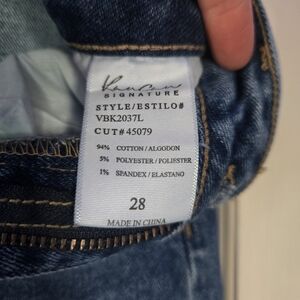 KanCan
SIGNATURE
STYLE/ESTILO#
VBK2037L
CUT# 45079
94% COTTON / ALGODON
5% POLYESTER / POLIESTER
1% SPANDEX / ELASTANO
28
MADE IN CHINA